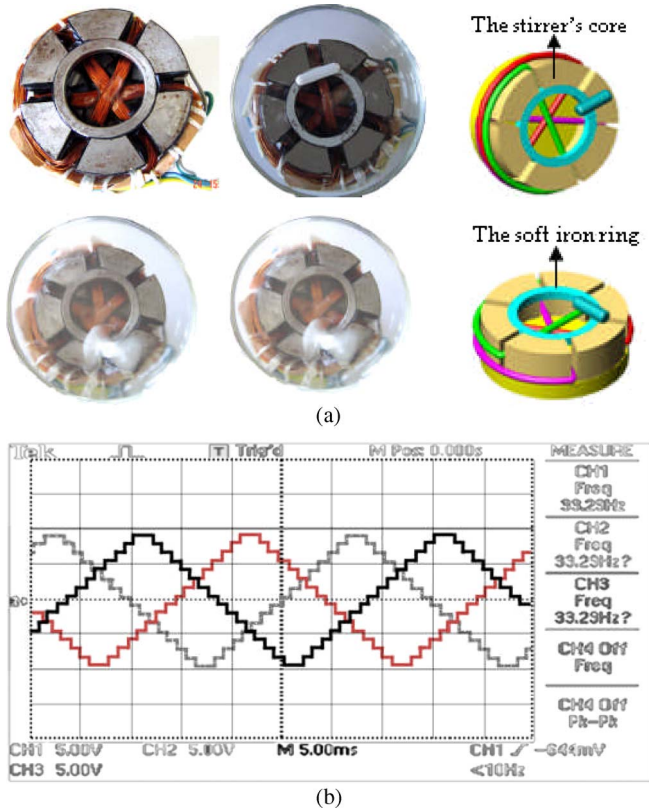 The stirrer's core
The soft iron ring
(a)
Tek
T Trig'd
M Pos: 0.000s
MEASURE
CH1
Freq
33.29Hz
CH2
Freq
33.29Hz?
CH3
Freq
33.29Hz?
CH4 Off
Freq
CH4 Off
Pk-Pk
CH1 5.00V
CH2 5.00V
M 5.00ms
CH1
-644mV
CH3 5.00V
<10Hz
(b)